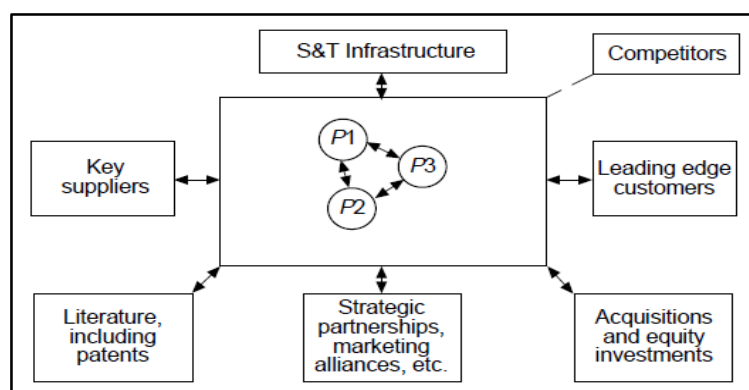 S&T Infrastructure
Competitors
P1
P3
P2
Key
suppliers
Leading edge
customers
Literature,
including
patents
Strategic
partnerships,
marketing
alliances, etc.
Acquisitions
and equity
investments